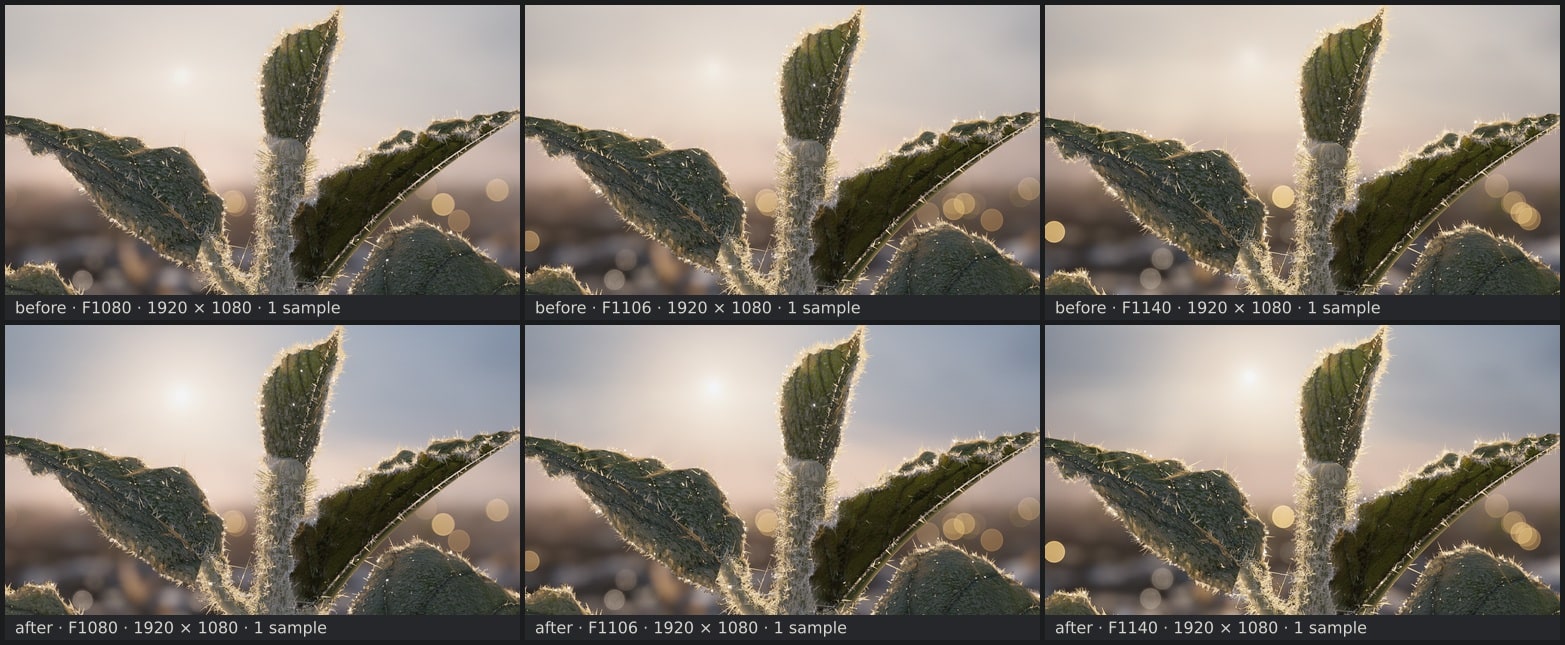 before · F1080 · 1920 × 1080 · 1 sample
before · F1106 · 1920 × 1080 · 1 sample
before · F1140 · 1920 × 1080 · 1 sample
after · F1080 · 1920 × 1080 · 1 sample
after · F1106 · 1920 × 1080 · 1 sample
after · F1140 · 1920 × 1080 · 1 sample